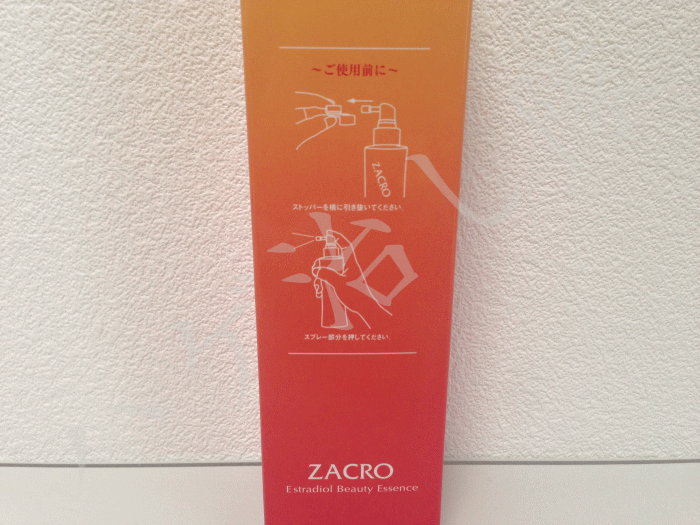 ～ご使用前に～
ZACRO
ストッパーを横に引き抜いてください。
スプレー部分を押してください。
ZACRO
Estradiol Beauty Essence